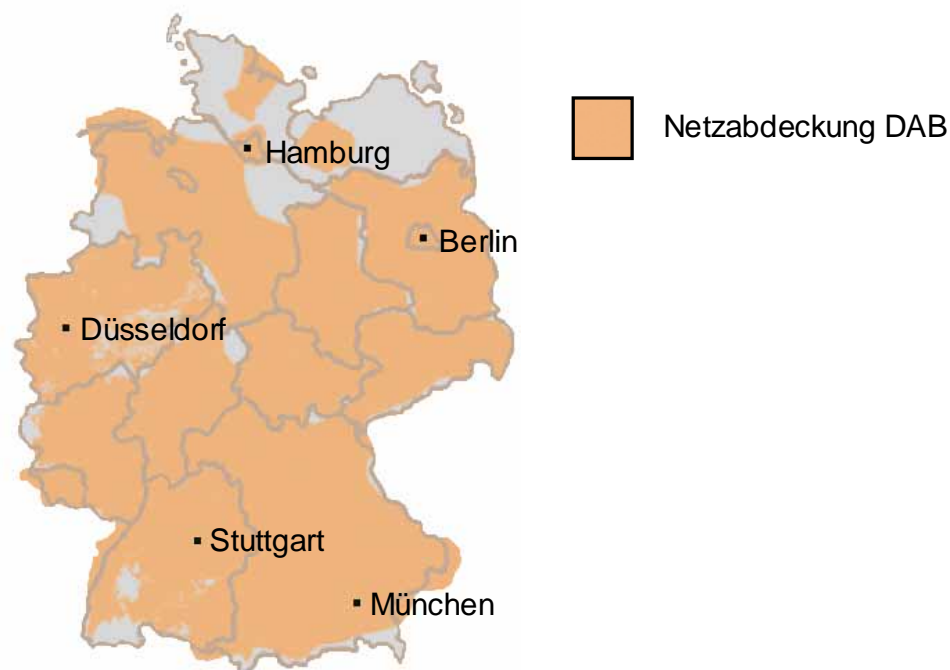 Netzabdeckung DAB
Hamburg
Berlin
Düsseldorf
Stuttgart
München